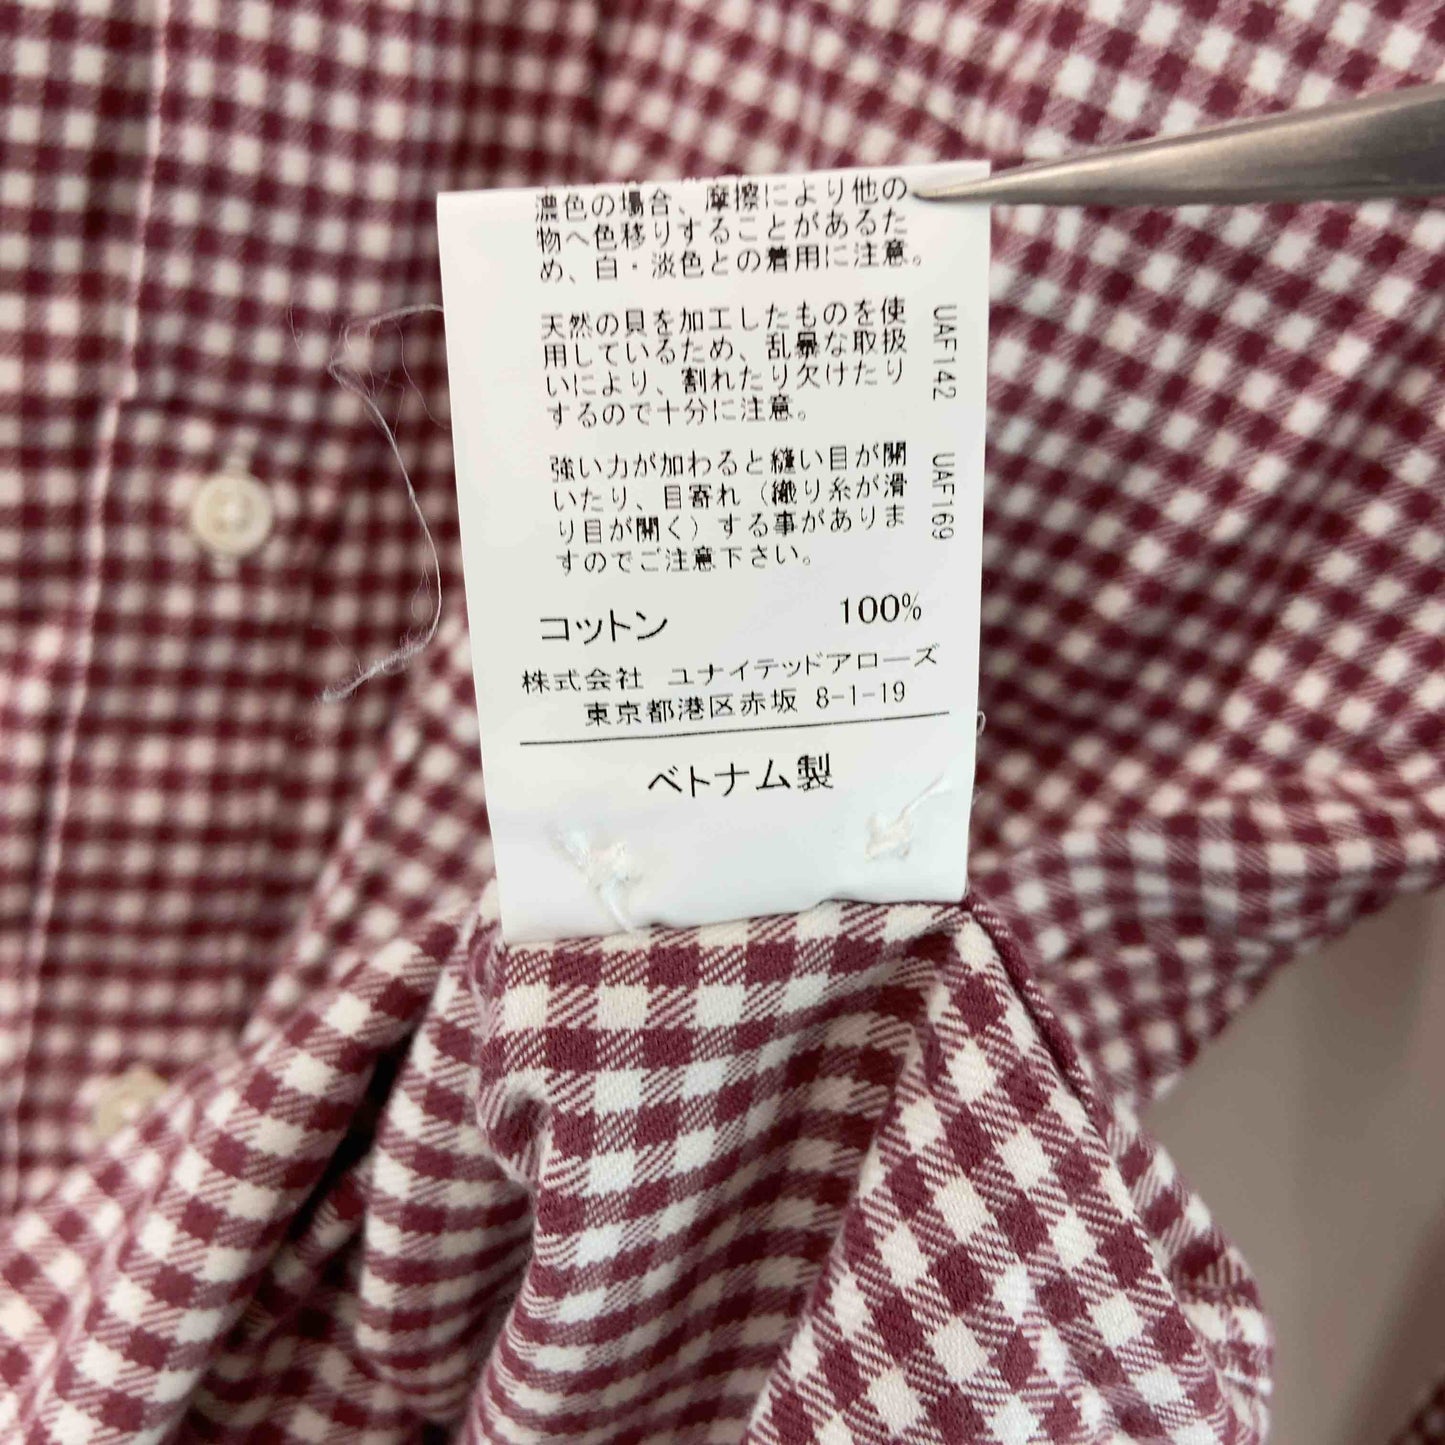 濃色の場合、摩擦により他の
物へ色移りすることがあるた
め、白・淡色との着用に注意。
天然の貝を加工したものを使
用しているため、乱暴な取扱
いにより、割れたり欠けたり
するので十分に注意。
強い力が加わると縫い目が開
いたり、目寄れ（織り糸が滑
り目が開く）する事がありま
すのでご注意下さい。
UAF142 UAF169
コットン 100%
株式会社 ユナイテッドアローズ
東京都港区赤坂 8-1-19
ベトナム製